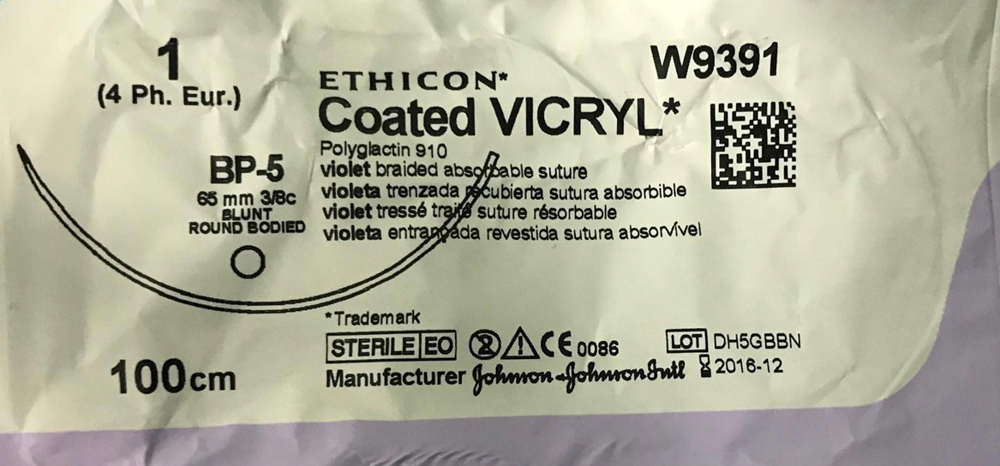 1
(4 Ph. Eur.)
ETHICON*
W9391
Coated VICRYL*
Polyglactin 910
BP-5
65 mm 3/8c
BLUNT
ROUND BODIED
violet braided absorbable suture
violeta trenzada recubierta sutura absorbible
violet tressé traité suture résorbable
violeta entrançada revestida sutura absorvível
*Trademark
STERILE EO 2 CE 0086
LOT DH5GBBN
100cm
Manufacturer Johnson & Johnson Intl
2016-12